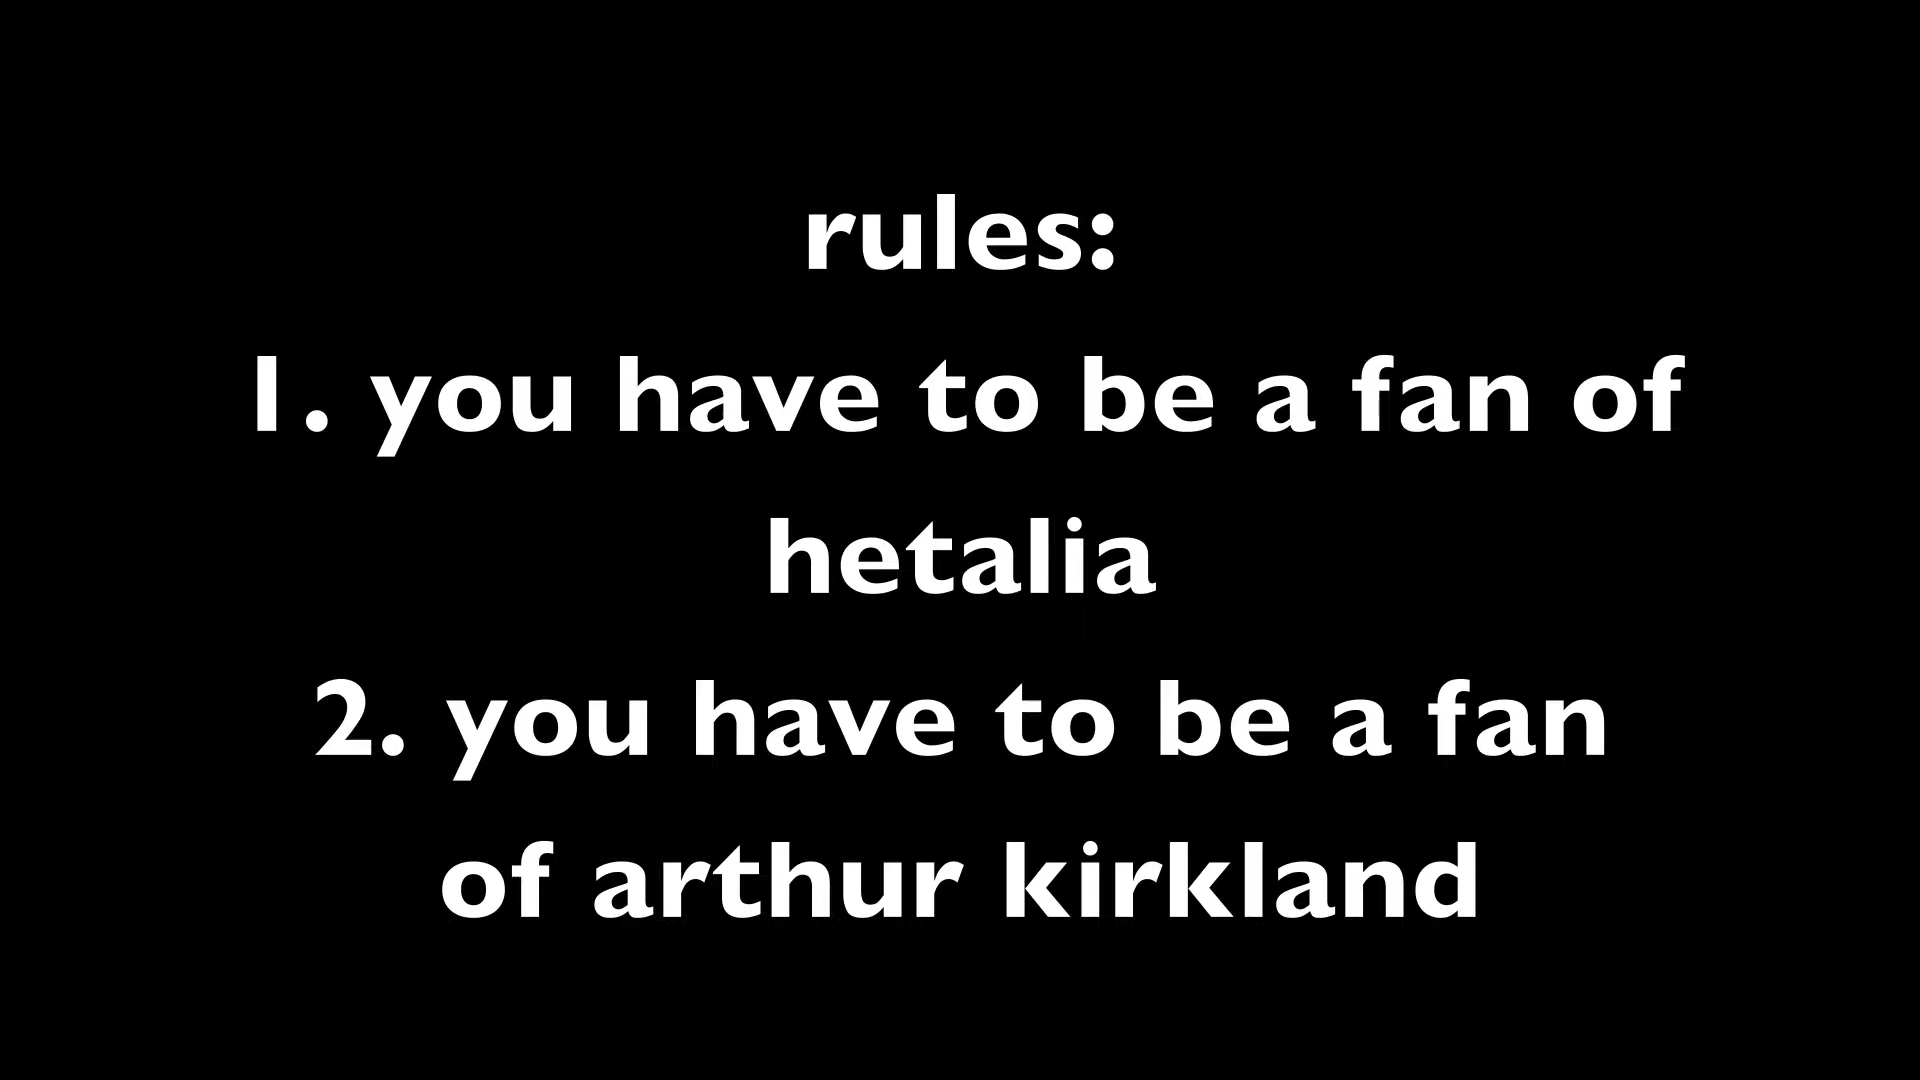 rules:
1. you have to be a fan of
hetalia
2. you have to be a fan
of arthur kirkland